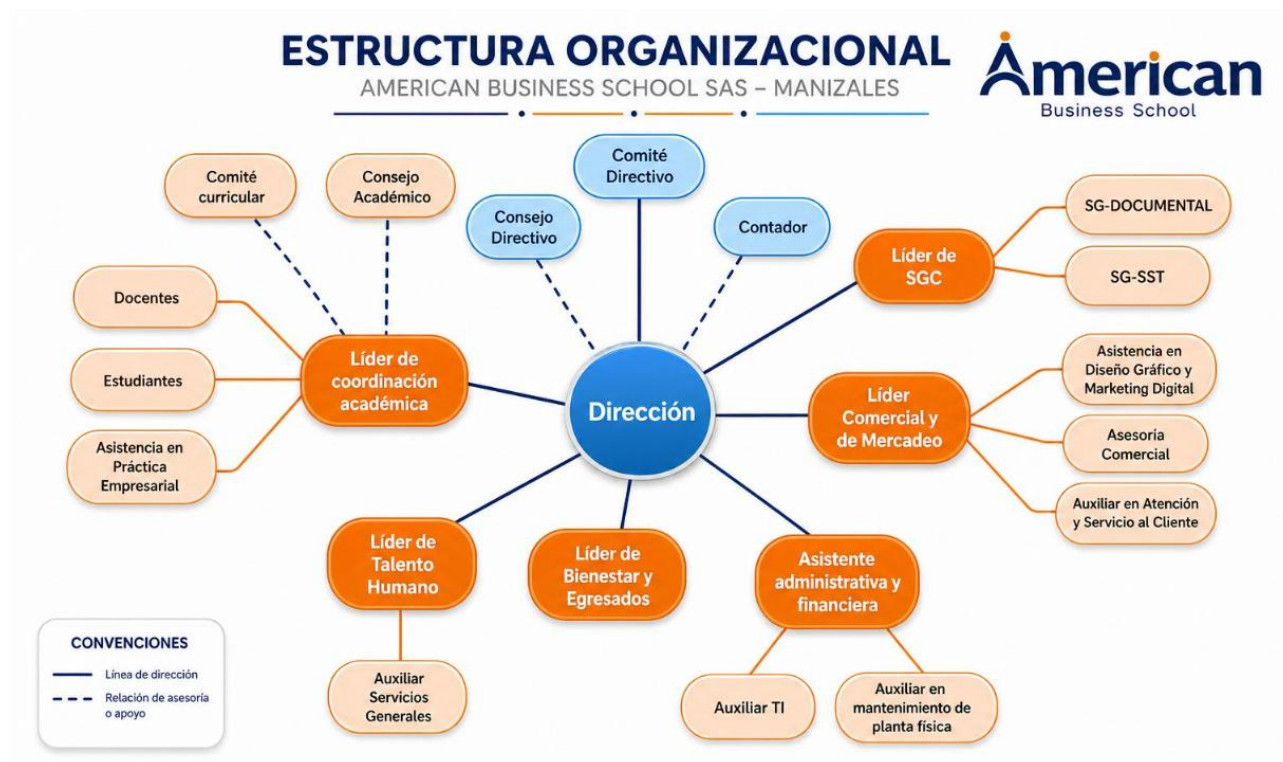 ESTRUCTURA ORGANIZACIONAL
AMERICAN BUSINESS SCHOOL SAS – MANIZALES
American
Business School
Comité
curricular
Consejo
Académico
Consejo
Directivo
Comité
Directivo
Contador
Líder de
SGC
SG-DOCUMENTAL
SG-SST
Docentes
Estudiantes
Asistencia en
Práctica
Empresarial
Líder de
coordinación
académica
Dirección
Líder
Comercial y
de Mercadeo
Asistencia en
Diseño Gráfico y
Marketing Digital
Asesoria
Comercial
Auxiliar en Atención
y Servicio al Cliente
Líder de
Talento
Humano
Líder de
Bienestar y
Egresados
Asistente
administrativa y
financiera
Auxiliar
Servicios
Generales
Auxiliar TI
Auxiliar en
mantenimiento de
planta física
CONVENCIONES
Línea de dirección
Relación de asesoría
o apoyo